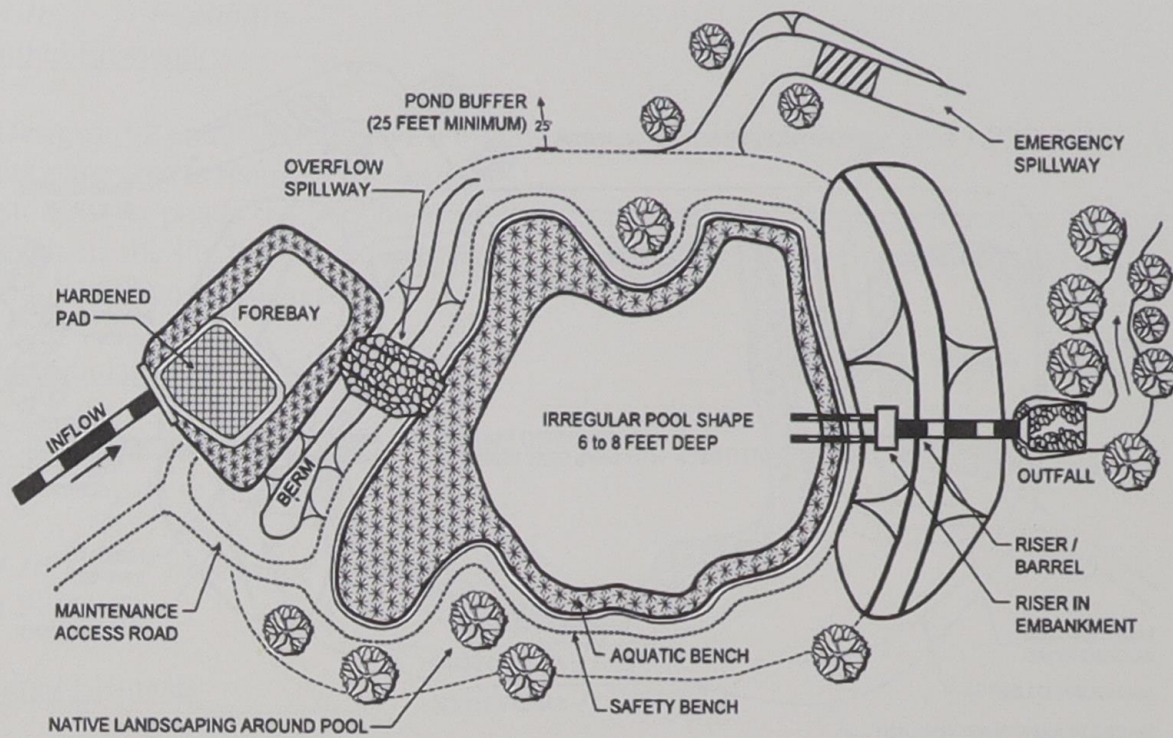 POND BUFFER
(25 FEET MINIMUM)
25'
OVERFLOW
SPILLWAY
EMERGENCY
SPILLWAY
HARDENED
PAD
FOREBAY
INFLOW
BERM
IRREGULAR POOL SHAPE
6 to 8 FEET DEEP
OUTFALL
RISER /
BARREL
RISER IN
EMBANKMENT
MAINTENANCE
ACCESS ROAD
AQUATIC BENCH
SAFETY BENCH
NATIVE LANDSCAPING AROUND POOL